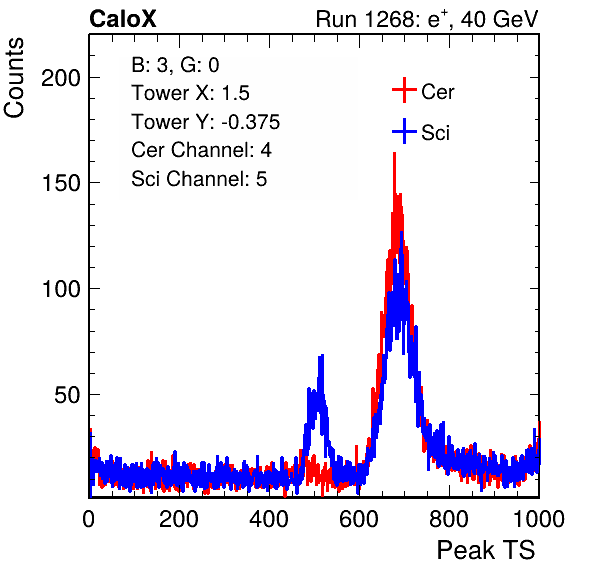 CaloX
Run 1268: e+, 40 GeV
Counts
B: 3, G: 0
Tower X: 1.5
Tower Y: -0.375
Cer Channel: 4
Sci Channel: 5
Cer
Sci
200
150
100
50
0
200
400
600
800
1000
Peak TS